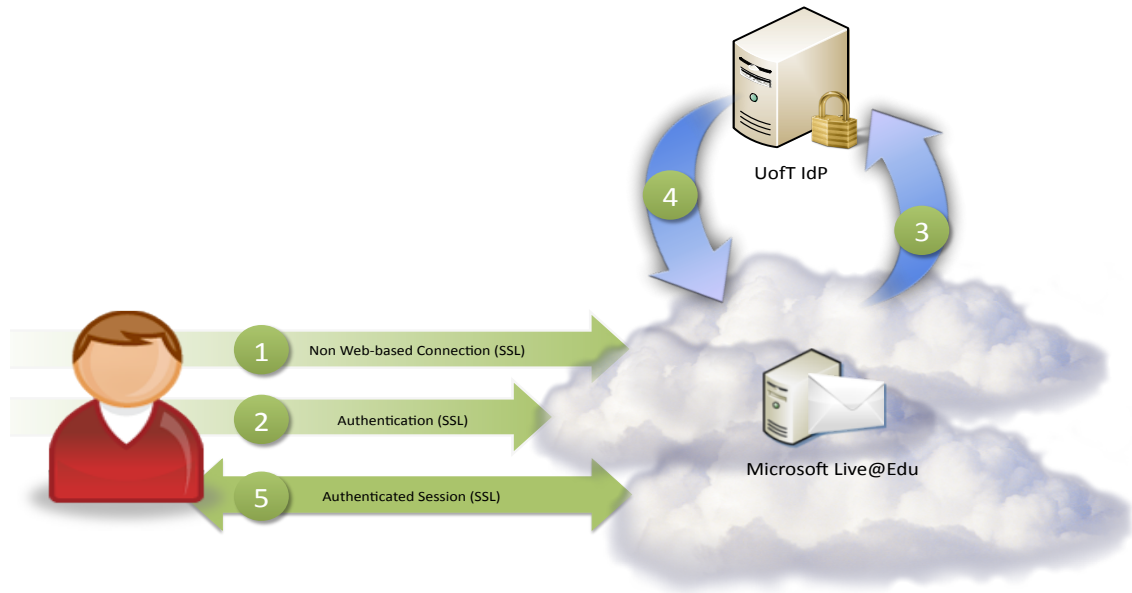 UofT IdP
4
3
1 Non Web-based Connection (SSL)
2 Authentication (SSL)
Microsoft Live@Edu
5 Authenticated Session (SSL)